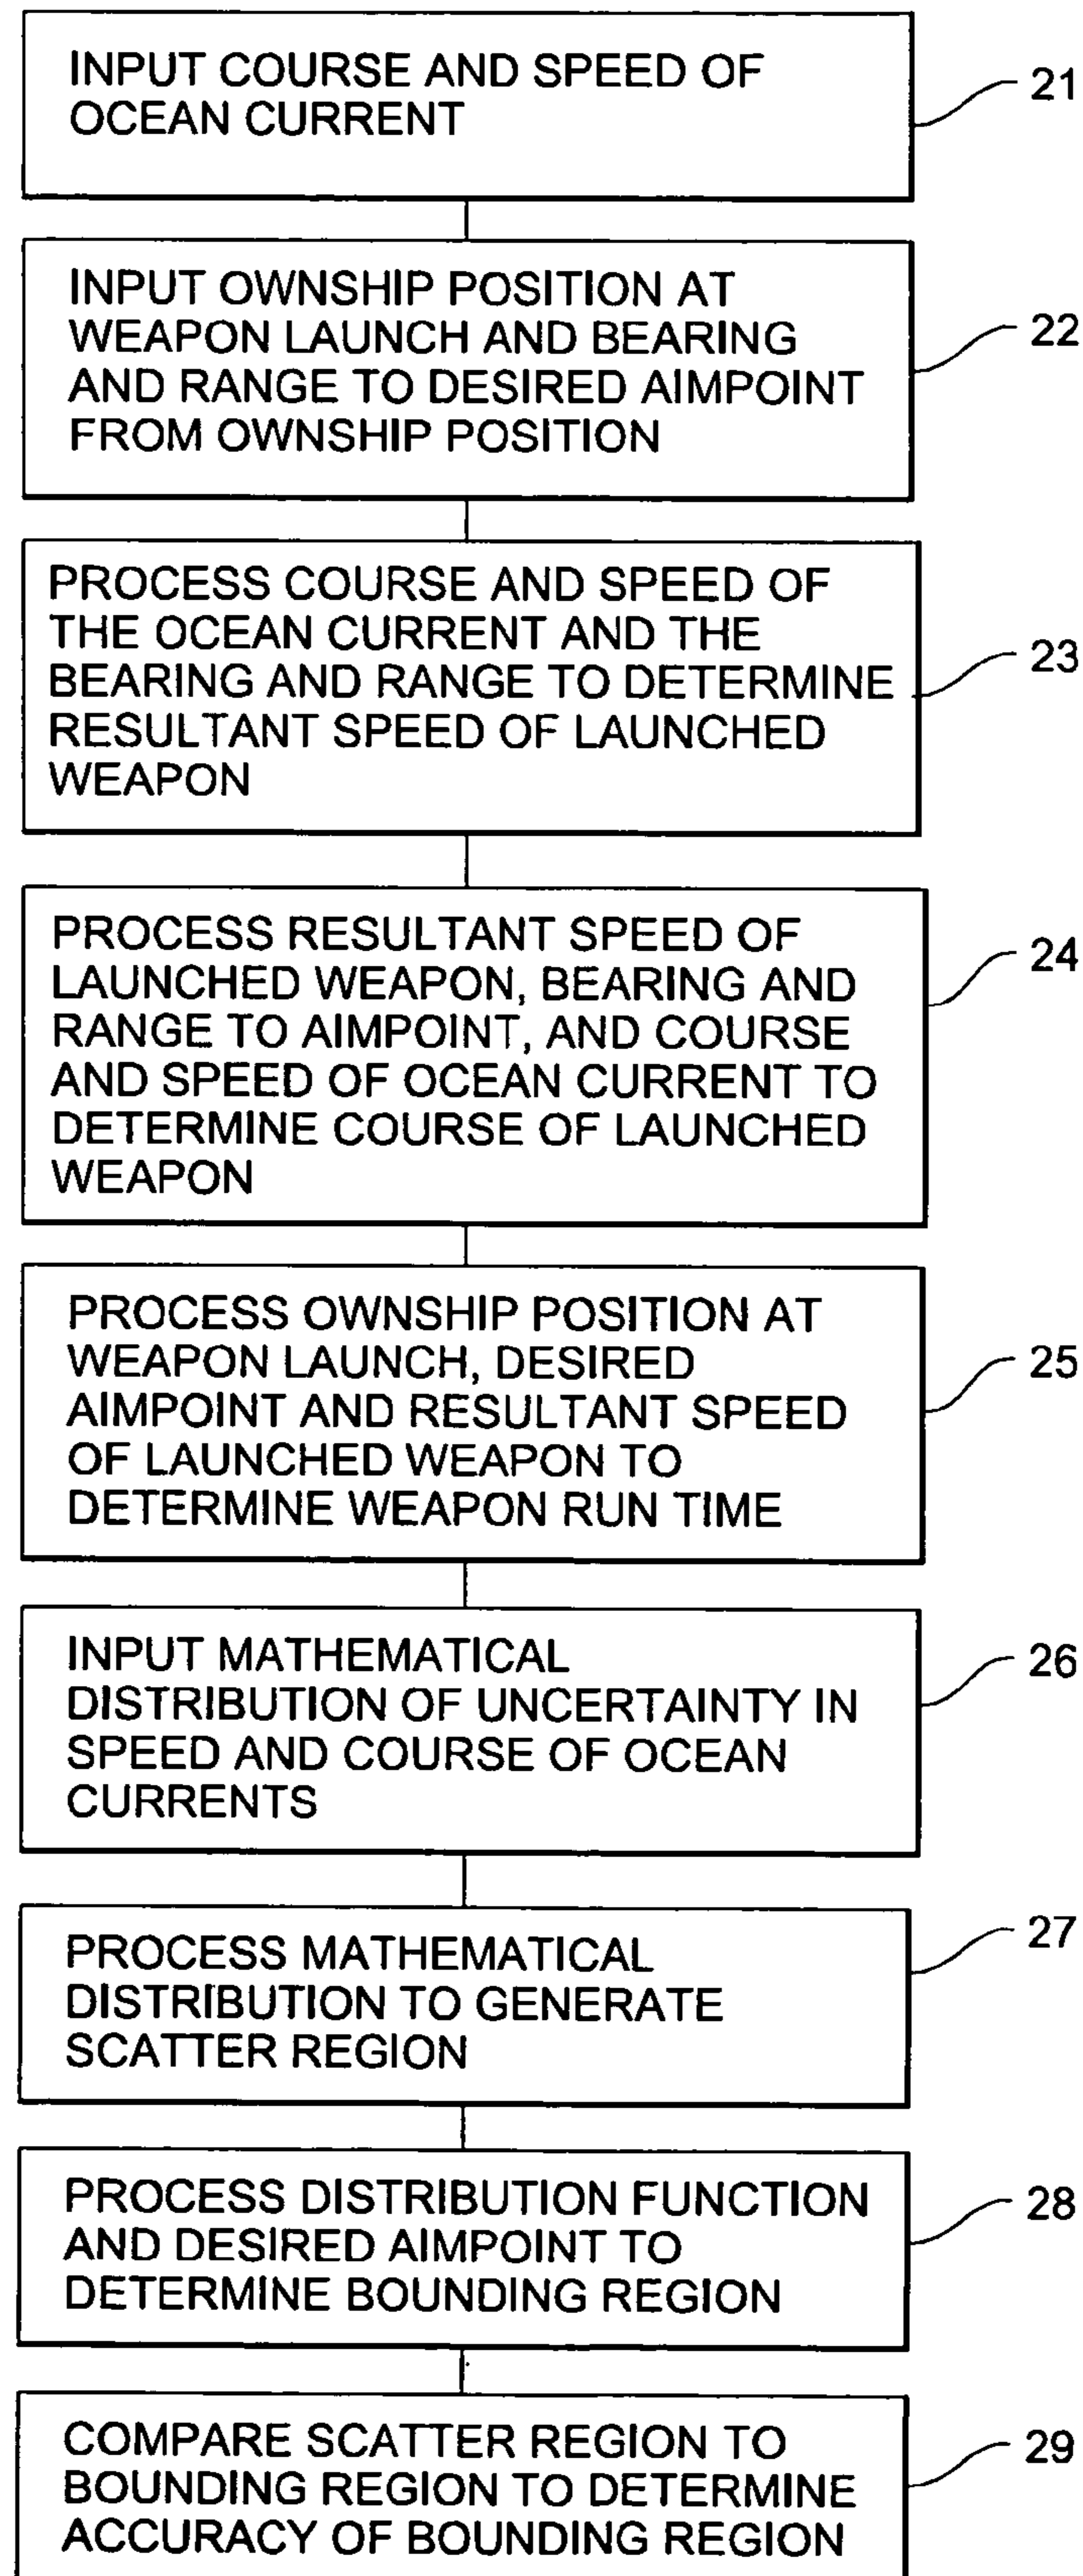 INPUT COURSE AND SPEED OF
OCEAN CURRENT
21
INPUT OWNSHIP POSITION AT
WEAPON LAUNCH AND BEARING
AND RANGE TO DESIRED AIMPOINT
FROM OWNSHIP POSITION
22
PROCESS COURSE AND SPEED OF
THE OCEAN CURRENT AND THE
BEARING AND RANGE TO DETERMINE
RESULTANT SPEED OF LAUNCHED
WEAPON
23
PROCESS RESULTANT SPEED OF
LAUNCHED WEAPON, BEARING AND
RANGE TO AIMPOINT, AND COURSE
AND SPEED OF OCEAN CURRENT TO
DETERMINE COURSE OF LAUNCHED
WEAPON
24
PROCESS OWNSHIP POSITION AT
WEAPON LAUNCH, DESIRED
AIMPOINT AND RESULTANT SPEED
OF LAUNCHED WEAPON TO
DETERMINE WEAPON RUN TIME
25
INPUT MATHEMATICAL
DISTRIBUTION OF UNCERTAINTY IN
SPEED AND COURSE OF OCEAN
CURRENTS
26
PROCESS MATHEMATICAL
DISTRIBUTION TO GENERATE
SCATTER REGION
27
PROCESS DISTRIBUTION FUNCTION
AND DESIRED AIMPOINT TO
DETERMINE BOUNDING REGION
28
COMPARE SCATTER REGION TO
BOUNDING REGION TO DETERMINE
ACCURACY OF BOUNDING REGION
29